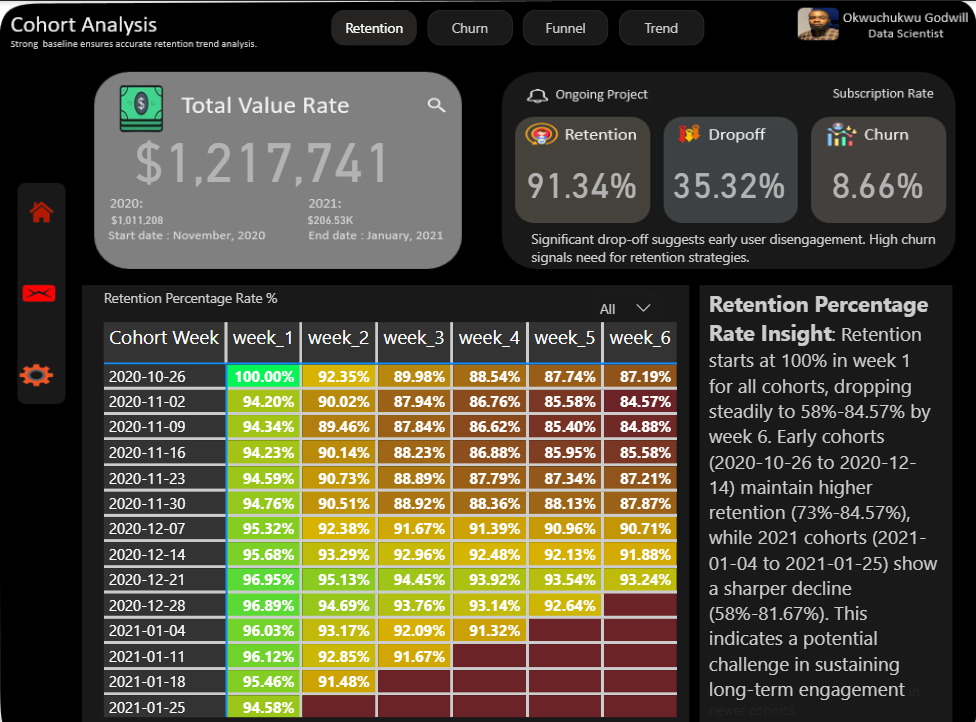 Cohort Analysis
Strong baseline ensures accurate retention trend analysis.
Retention
Churn
Funnel
Trend
Okwuchukwu Godwill
Data Scientist
Total Value Rate
$1,217,741
2020:
$1,011,208
Start date : November, 2020
2021:
$206.53K
End date : January, 2021
Ongoing Project
Subscription Rate
Retention
91.34%
Dropoff
35.32%
Churn
8.66%
Significant drop-off suggests early user disengagement. High churn
signals need for retention strategies.
Retention Percentage Rate %
All
Cohort Week week_1 week_2 week_3 week_4 week_5 week_6
2020-10-26 100.00% 92.35% 89.98% 88.54% 87.74% 87.19%
2020-11-02 94.20% 90.02% 87.94% 86.76% 85.58% 84.57%
2020-11-09 94.34% 89.46% 87.84% 86.62% 85.40% 84.88%
2020-11-16 94.23% 90.14% 88.23% 86.88% 85.95% 85.58%
2020-11-23 94.59% 90.73% 88.89% 87.79% 87.34% 87.21%
2020-11-30 94.76% 90.51% 88.92% 88.36% 88.13% 87.87%
2020-12-07 95.32% 92.38% 91.67% 91.39% 90.96% 90.71%
2020-12-14 95.68% 93.29% 92.96% 92.48% 92.13% 91.88%
2020-12-21 96.95% 95.13% 94.45% 93.92% 93.54% 93.24%
2020-12-28 96.89% 94.69% 93.76% 93.14% 92.64%
2021-01-04 96.03% 93.17% 92.09% 91.32%
2021-01-11 96.12% 92.85% 91.67%
2021-01-18 95.46% 91.48%
2021-01-25 94.58%
Retention Percentage
Rate Insight: Retention
starts at 100% in week 1
for all cohorts, dropping
steadily to 58%-84.57% by
week 6. Early cohorts
(2020-10-26 to 2020-12-
14) maintain higher
retention (73%-84.57%),
while 2021 cohorts (2021-
01-04 to 2021-01-25) show
a sharper decline
(58%-81.67%). This
indicates a potential
challenge in sustaining
long-term engagement in
newer cohorts.